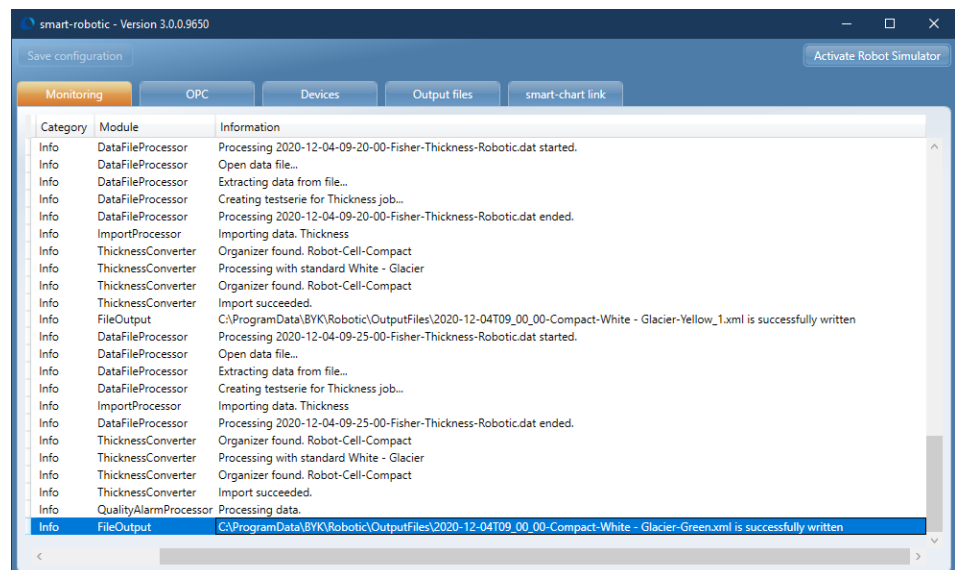 smart-robotic - Version 3.0.0.9650
Save configuration
Activate Robot Simulator
Monitoring OPC Devices Output files smart-chart link
Category Module Information
Info DataFileProcessor Processing 2020-12-04-09-20-00-Fisher-Thickness-Robotic.dat started.
Info DataFileProcessor Open data file...
Info DataFileProcessor Extracting data from file...
Info DataFileProcessor Creating testserie for Thickness job...
Info DataFileProcessor Processing 2020-12-04-09-20-00-Fisher-Thickness-Robotic.dat ended.
Info ImportProcessor Importing data. Thickness
Info ThicknessConverter Organizer found. Robot-Cell-Compact
Info ThicknessConverter Processing with standard White - Glacier
Info ThicknessConverter Organizer found. Robot-Cell-Compact
Info ThicknessConverter Import succeeded.
Info FileOutput C:\ProgramData\BYK\Robotic\OutputFiles\2020-12-04T09_00_00-Compact-White - Glacier-Yellow_1.xml is successfully written
Info DataFileProcessor Processing 2020-12-04-09-25-00-Fisher-Thickness-Robotic.dat started.
Info DataFileProcessor Open data file...
Info DataFileProcessor Extracting data from file...
Info DataFileProcessor Creating testserie for Thickness job...
Info ImportProcessor Importing data. Thickness
Info DataFileProcessor Processing 2020-12-04-09-25-00-Fisher-Thickness-Robotic.dat ended.
Info ThicknessConverter Organizer found. Robot-Cell-Compact
Info ThicknessConverter Processing with standard White - Glacier
Info ThicknessConverter Organizer found. Robot-Cell-Compact
Info ThicknessConverter Import succeeded.
Info QualityAlarmProcessor Processing data.
Info FileOutput C:\ProgramData\BYK\Robotic\OutputFiles\2020-12-04T09_00_00-Compact-White - Glacier-Green.xml is successfully written